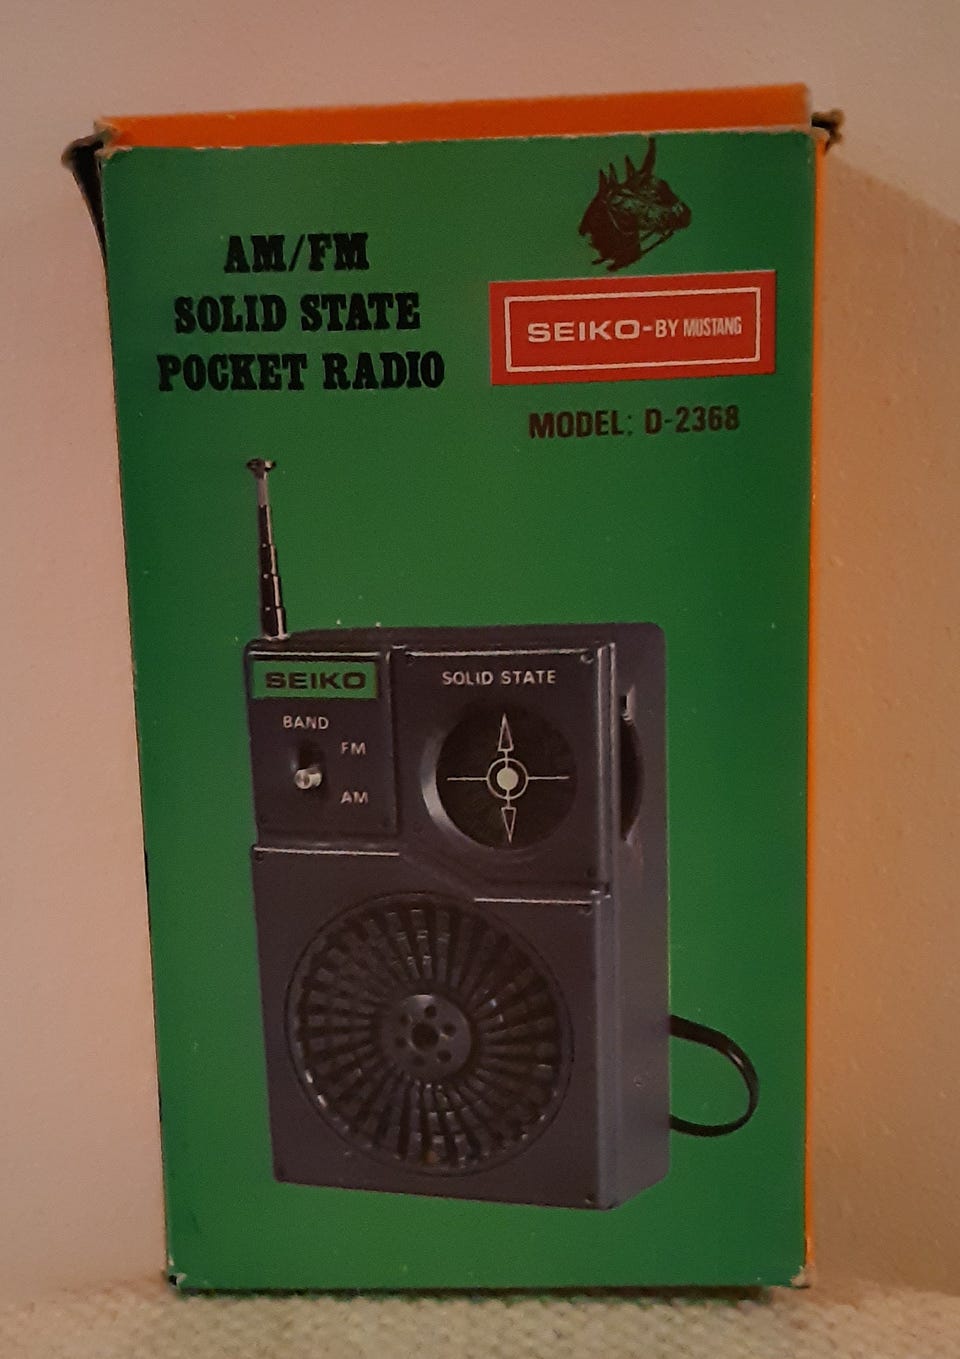 AM/FM
SOLID STATE
POCKET RADIO
SEIKO-BY MUSTANG
MODEL: D-2368
SEIKO
SOLID STATE
BAND
FM
AM